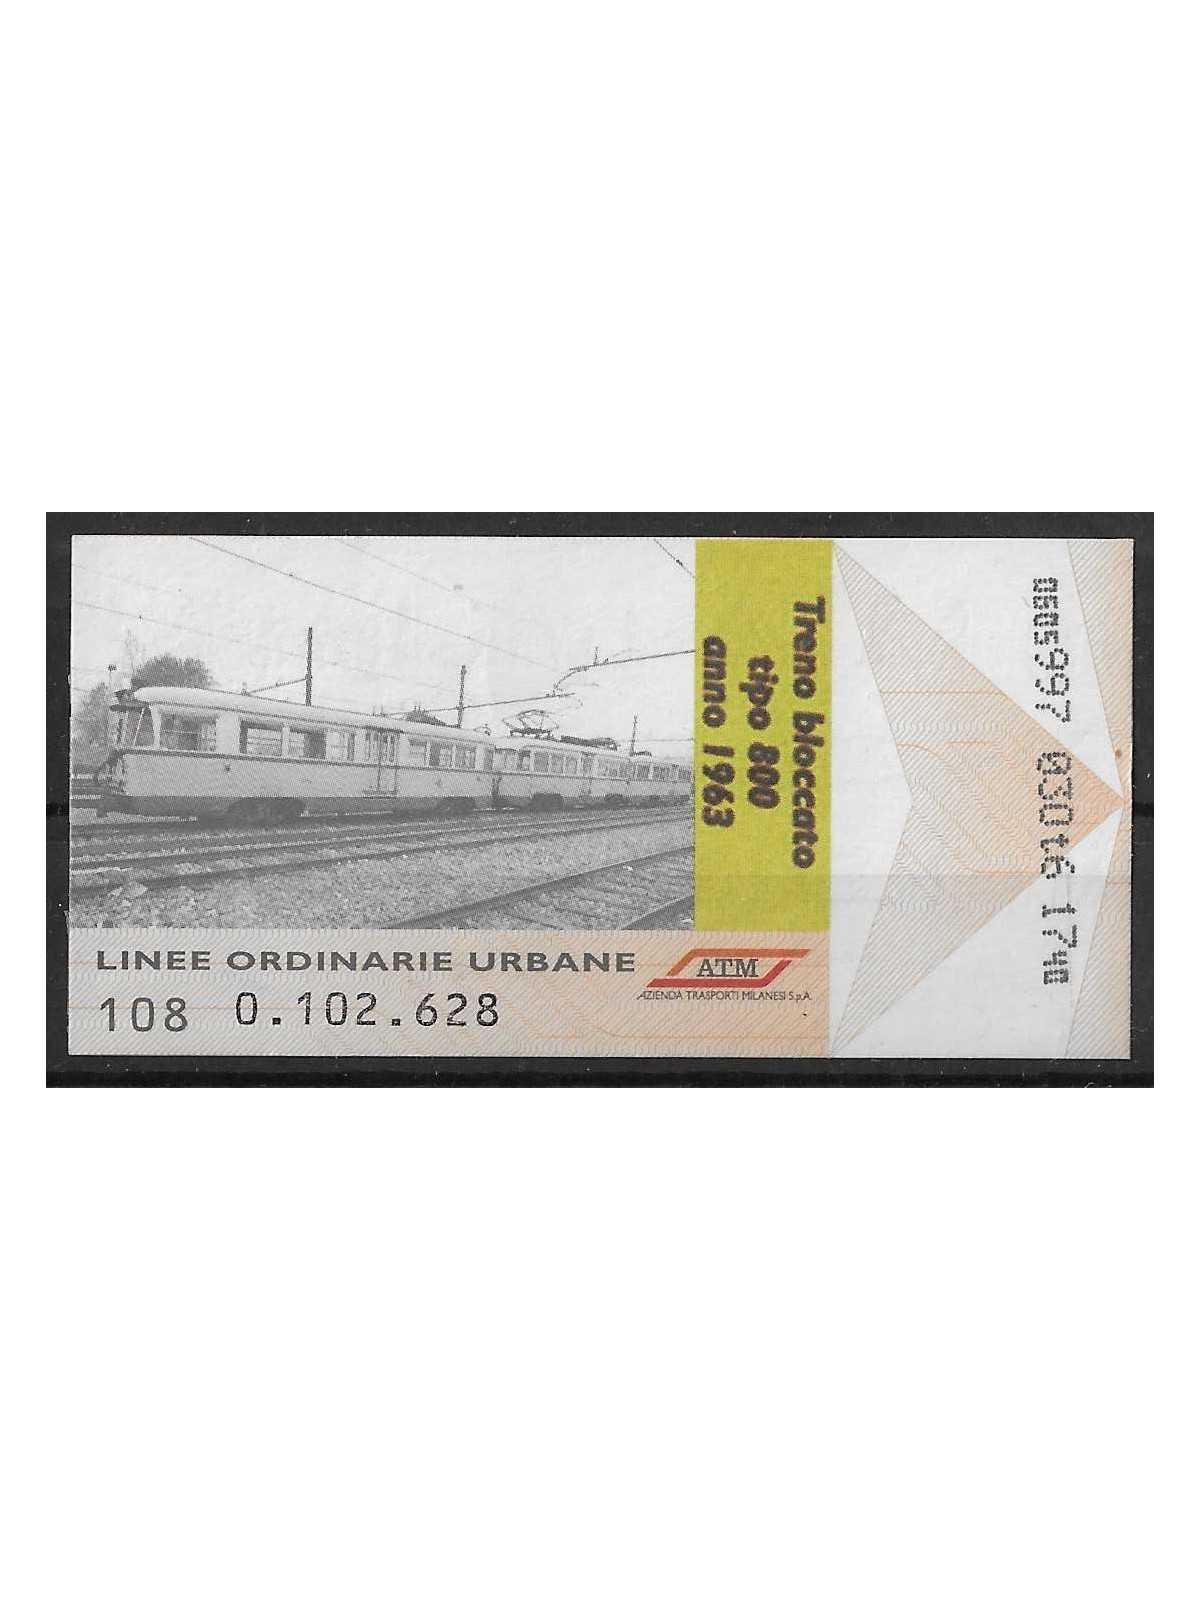 Treno bloccato
tipo 800
anno 1963
LINEE ORDINARIE URBANE
108 0.102.628
ATM
AZIENDA TRASPORTI MILANESI S.p.A.